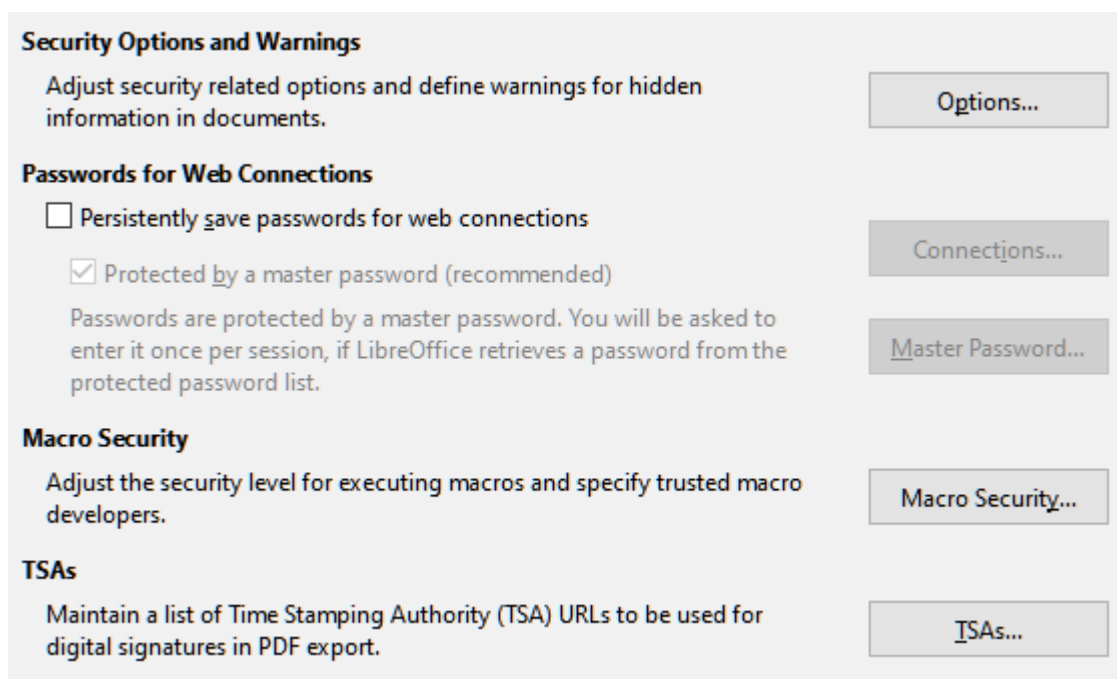 Security Options and Warnings
Adjust security related options and define warnings for hidden
information in documents.
Options...
Passwords for Web Connections
Persistently save passwords for web connections
Connections...
Protected by a master password (recommended)
Passwords are protected by a master password. You will be asked to
enter it once per session, if LibreOffice retrieves a password from the
protected password list.
Master Password...
Macro Security
Adjust the security level for executing macros and specify trusted macro
developers.
Macro Security...
TSAs
Maintain a list of Time Stamping Authority (TSA) URLs to be used for
digital signatures in PDF export.
TSAs...